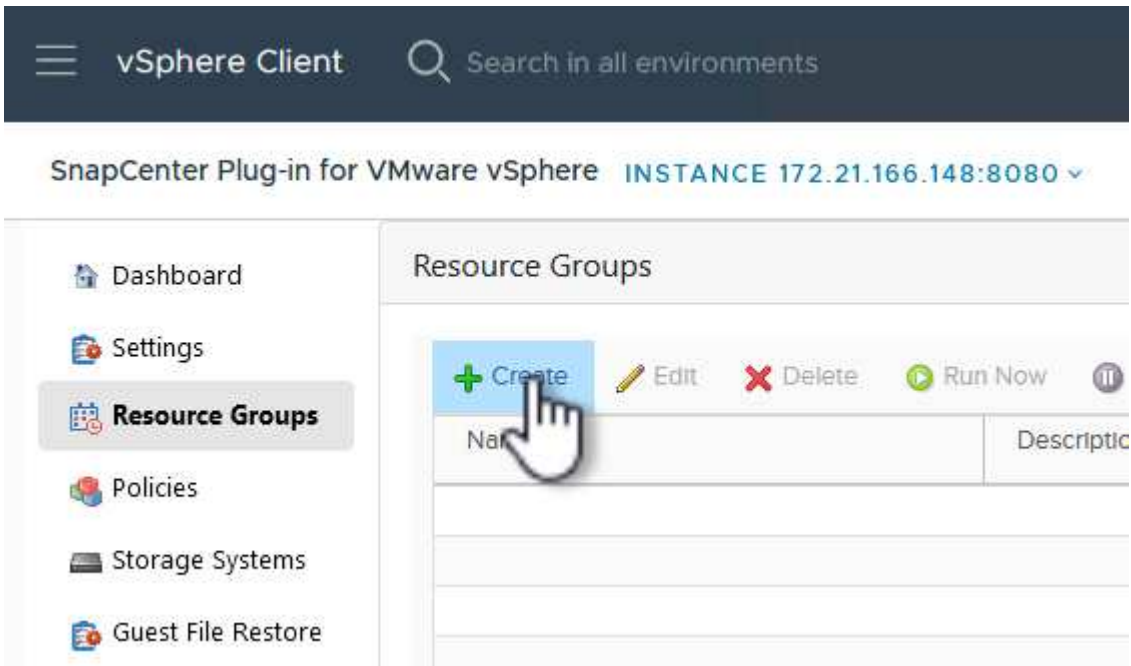 vSphere Client Search in all environments
SnapCenter Plug-in for VMware vSphere INSTANCE 172.21.166.148:8080
Dashboard
Settings
Resource Groups
Policies
Storage Systems
Guest File Restore
Resource Groups
Create Edit Delete Run Now